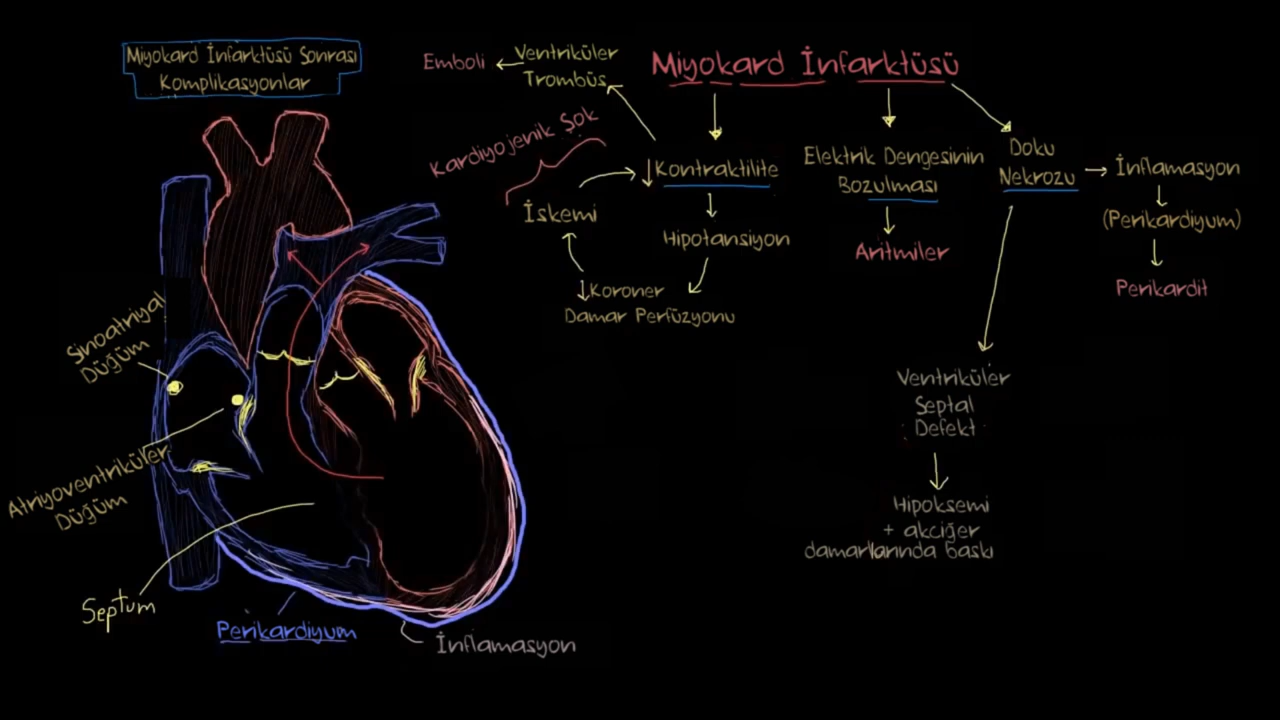 Miyokard İnfarktüsü Sonrası
Komplikasyonlar
Emboli
Ventriküler
Trombüs
Miyokard İnfarktüsü
Kardiyojenik Şok
↓Kontraktilite
İskemi
Hipotansiyon
↓Koroner
Damar Perfüzyonu
Elektrik Dengesinin
Bozulması
Aritmiler
Doku
Nekrozu
İnflamasyon
(Perikardiyum)
Perikardit
Ventriküler
Septal
Defekt
Hipoksemi
+ akciğer
damarlarında baskı
Sinoatriyal
Düğüm
Atriyoventriküler
Düğüm
Septum
Perikardiyum
İnflamasyon